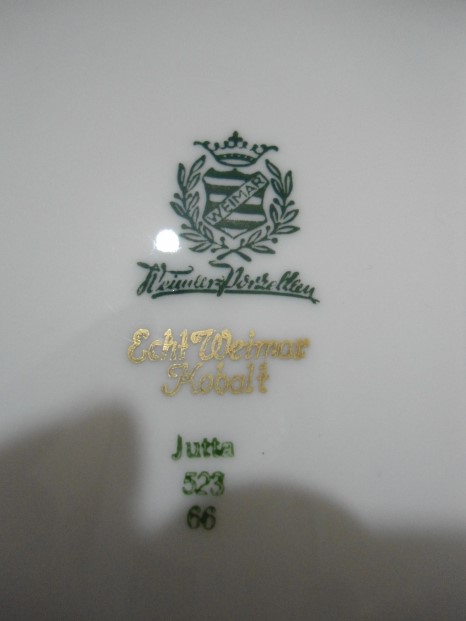 WEIMAR
Weimar Porzellan
Echt Weimar
Kobalt
Jutta
523
66